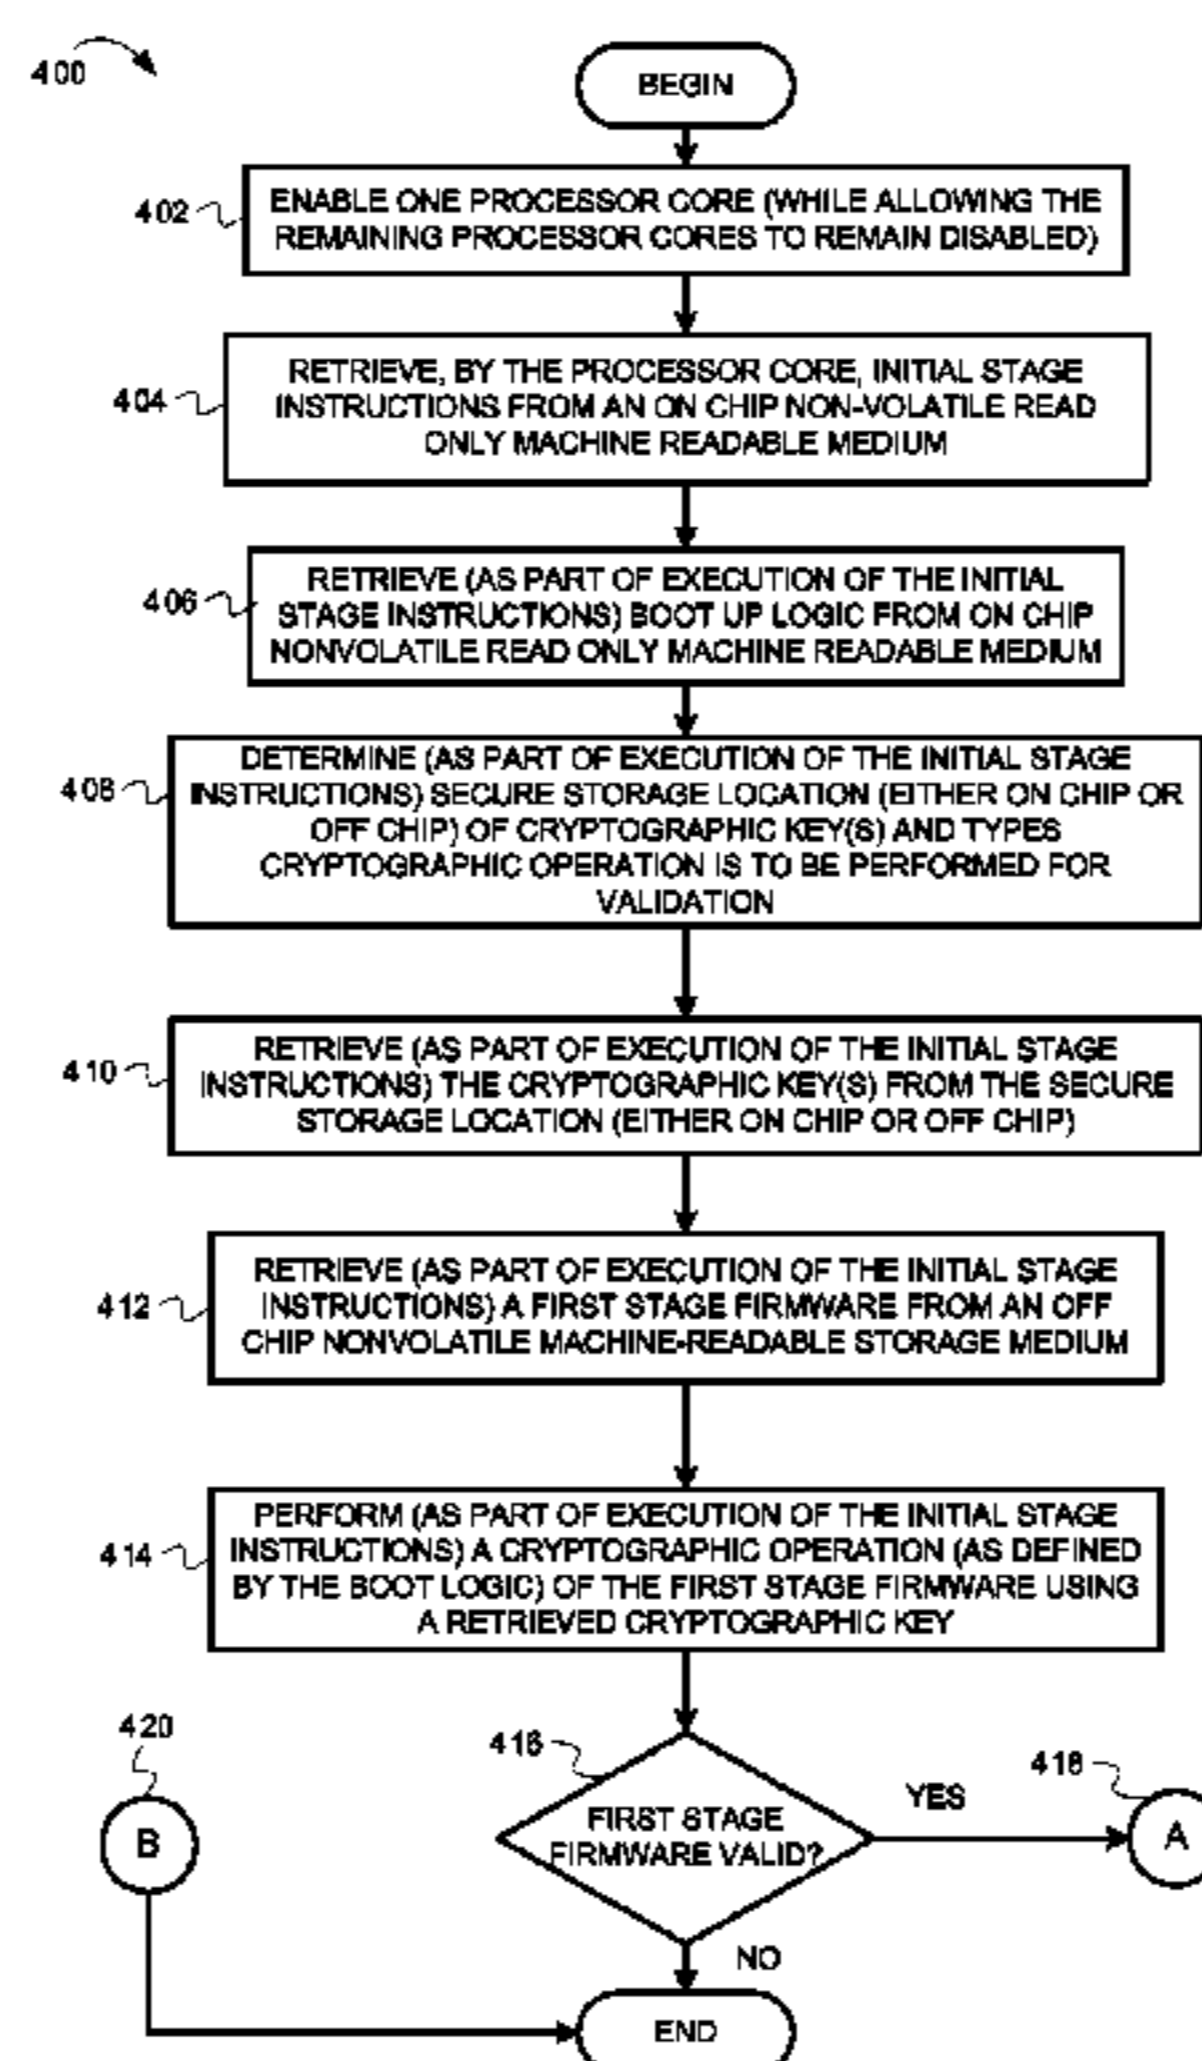 400
BEGIN
402
ENABLE ONE PROCESSOR CORE (WHILE ALLOWING THE
REMAINING PROCESSOR CORES TO REMAIN DISABLED)
404
RETRIEVE, BY THE PROCESSOR CORE, INITIAL STAGE
INSTRUCTIONS FROM AN ON CHIP NON-VOLATILE READ
ONLY MACHINE READABLE MEDIUM
406
RETRIEVE (AS PART OF EXECUTION OF THE INITIAL
STAGE INSTRUCTIONS) BOOT UP LOGIC FROM ON CHIP
NONVOLATILE READ ONLY MACHINE READABLE MEDIUM
408
DETERMINE (AS PART OF EXECUTION OF THE INITIAL STAGE
INSTRUCTIONS) SECURE STORAGE LOCATION (EITHER ON CHIP OR
OFF CHIP) OF CRYPTOGRAPHIC KEY(S) AND TYPES
CRYPTOGRAPHIC OPERATION IS TO BE PERFORMED FOR
VALIDATION
410
RETRIEVE (AS PART OF EXECUTION OF THE INITIAL STAGE
INSTRUCTIONS) THE CRYPTOGRAPHIC KEY(S) FROM THE SECURE
STORAGE LOCATION (EITHER ON CHIP OR OFF CHIP)
412
RETRIEVE (AS PART OF EXECUTION OF THE INITIAL STAGE
INSTRUCTIONS) A FIRST STAGE FIRMWARE FROM AN OFF
CHIP NONVOLATILE MACHINE-READABLE STORAGE MEDIUM
414
PERFORM (AS PART OF EXECUTION OF THE INITIAL STAGE
INSTRUCTIONS) A CRYPTOGRAPHIC OPERATION (AS DEFINED
BY THE BOOT LOGIC) OF THE FIRST STAGE FIRMWARE USING
A RETRIEVED CRYPTOGRAPHIC KEY
420
B
416
FIRST STAGE
FIRMWARE VALID?
YES
418
A
NO
END